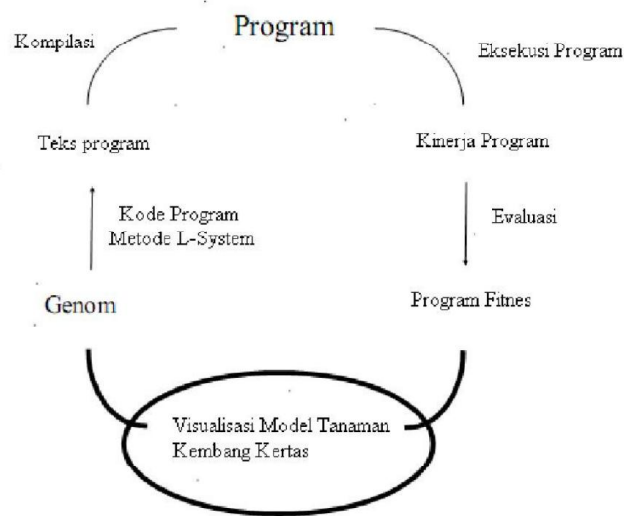 Program
Kompilasi
Eksekusi Program
Teks program
Kinerja Program
Kode Program
Metode L-System
Evaluasi
Genom
Program Fitnes
Visualisasi Model Tanaman
Kembang Kertas